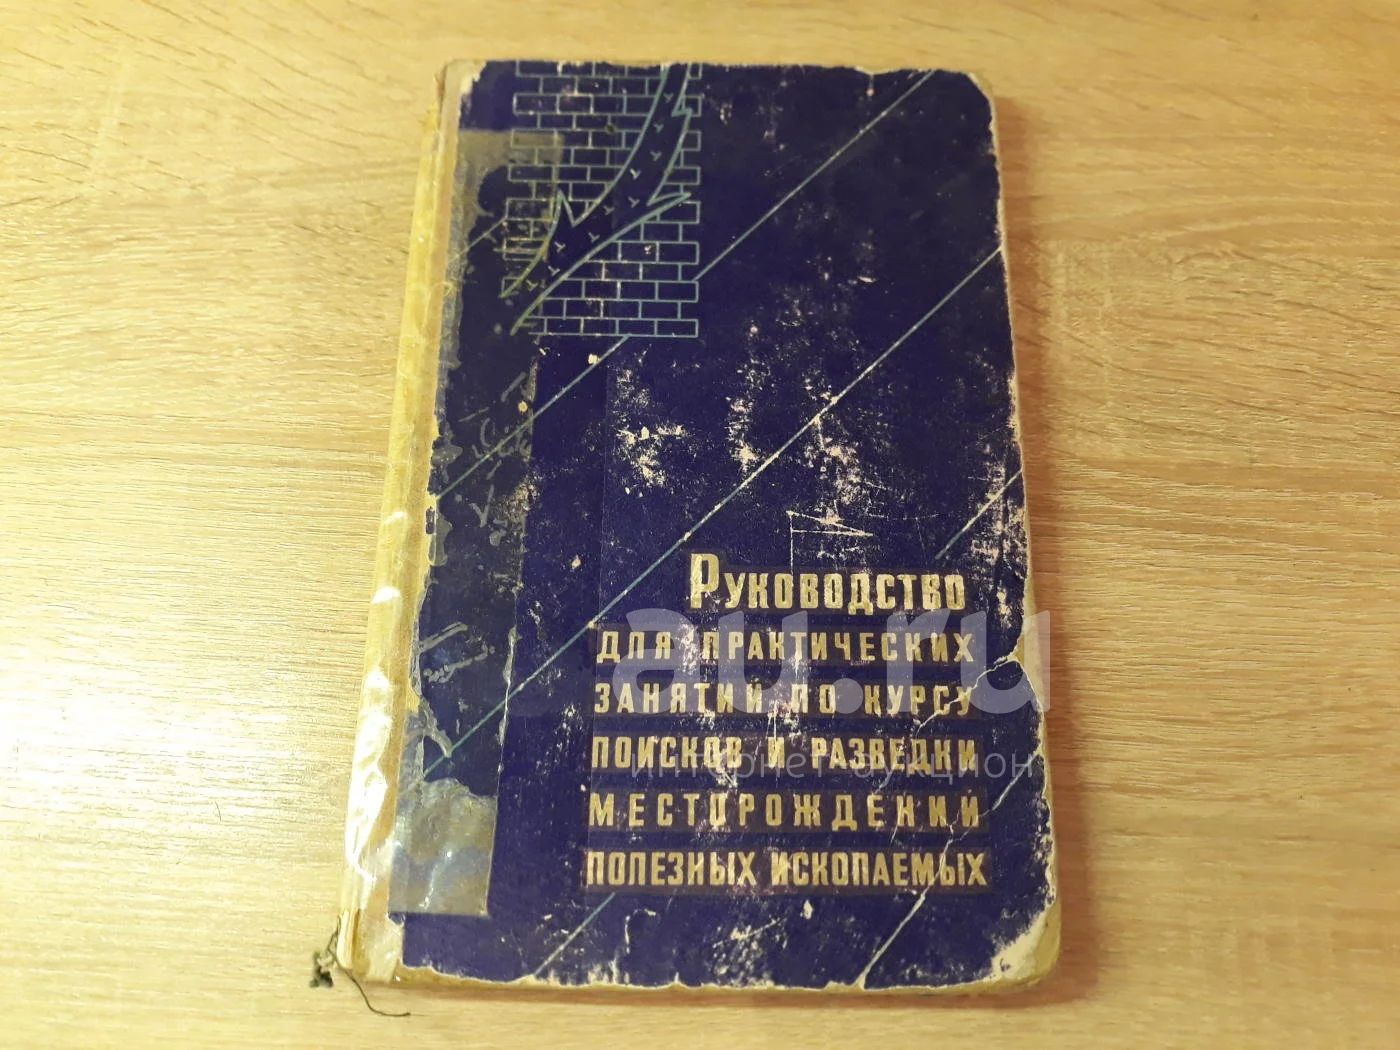 Руководство
для практических
занятий по курсу
поисков и разведки
месторождений
полезных ископаемых
au.ru
интернет-аукцион